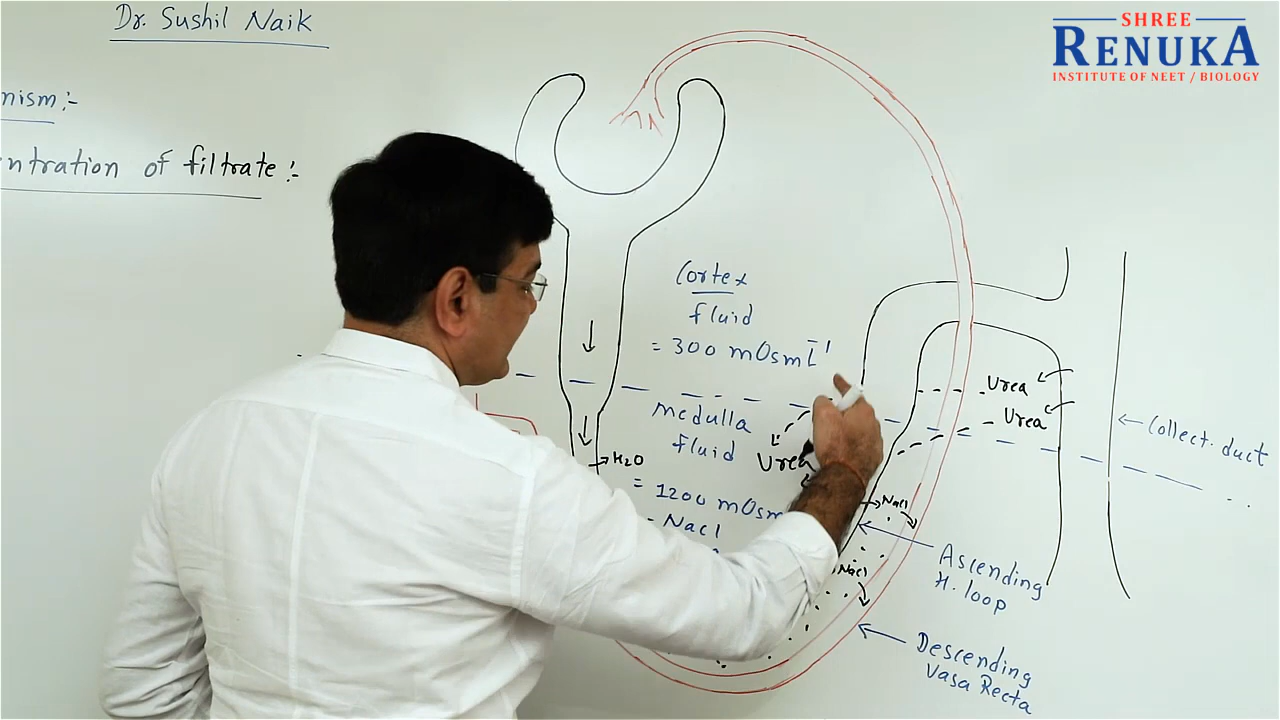 Dr. Sushil Naik
SHREE
RENUKA
INSTITUTE OF NEET / BIOLOGY
nism:-
ntration of filtrate:-
Cortex
fluid
= 300 mOsmL⁻¹
medulla
fluid
= 1200 mOsm
- Nacl
H2O
Urea
Urea
Urea
Collect. duct
Nacl
Nacl
Ascending
H. loop
Descending
Vasa Recta